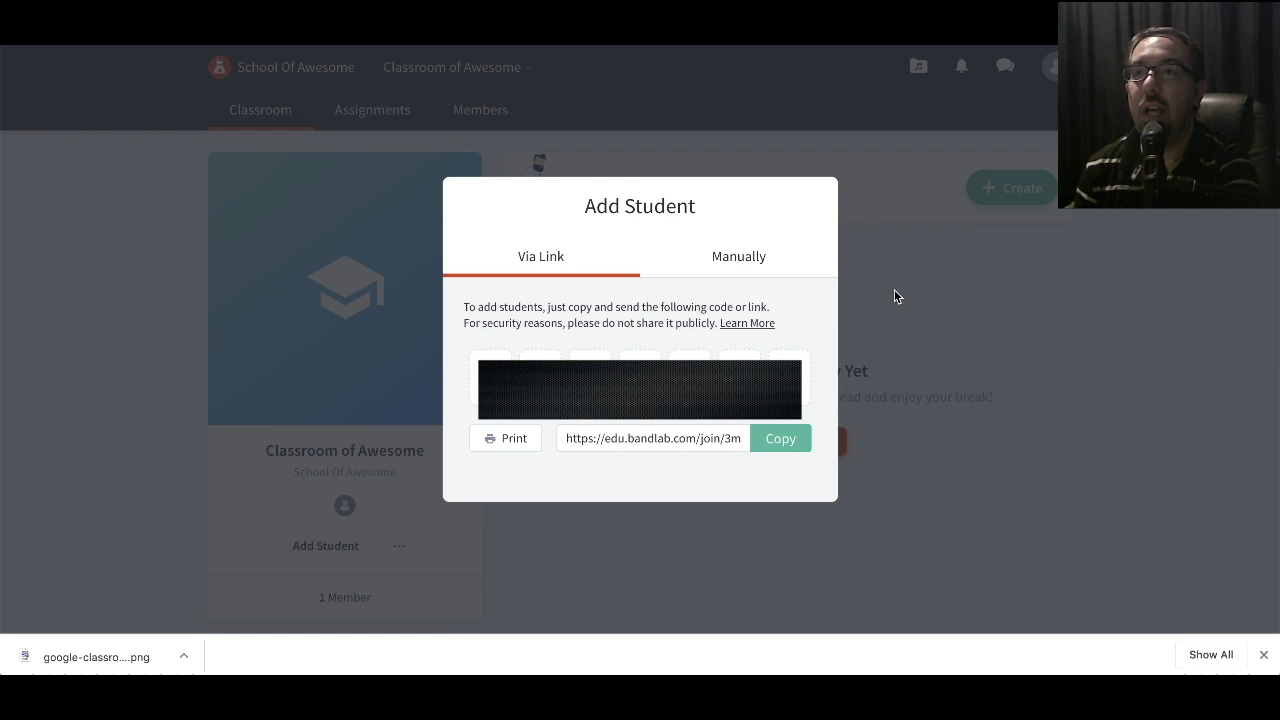 School Of Awesome
Classroom of Awesome
Classroom
Assignments
Members
Create
Add Student
Via Link
Manually
To add students, just copy and send the following code or link.
For security reasons, please do not share it publicly. Learn More
Yet
ead and enjoy your break!
Print
https://edu.bandlab.com/join/3m
Copy
Classroom of Awesome
School Of Awesome
Add Student
1 Member
google-classro....png
Show All